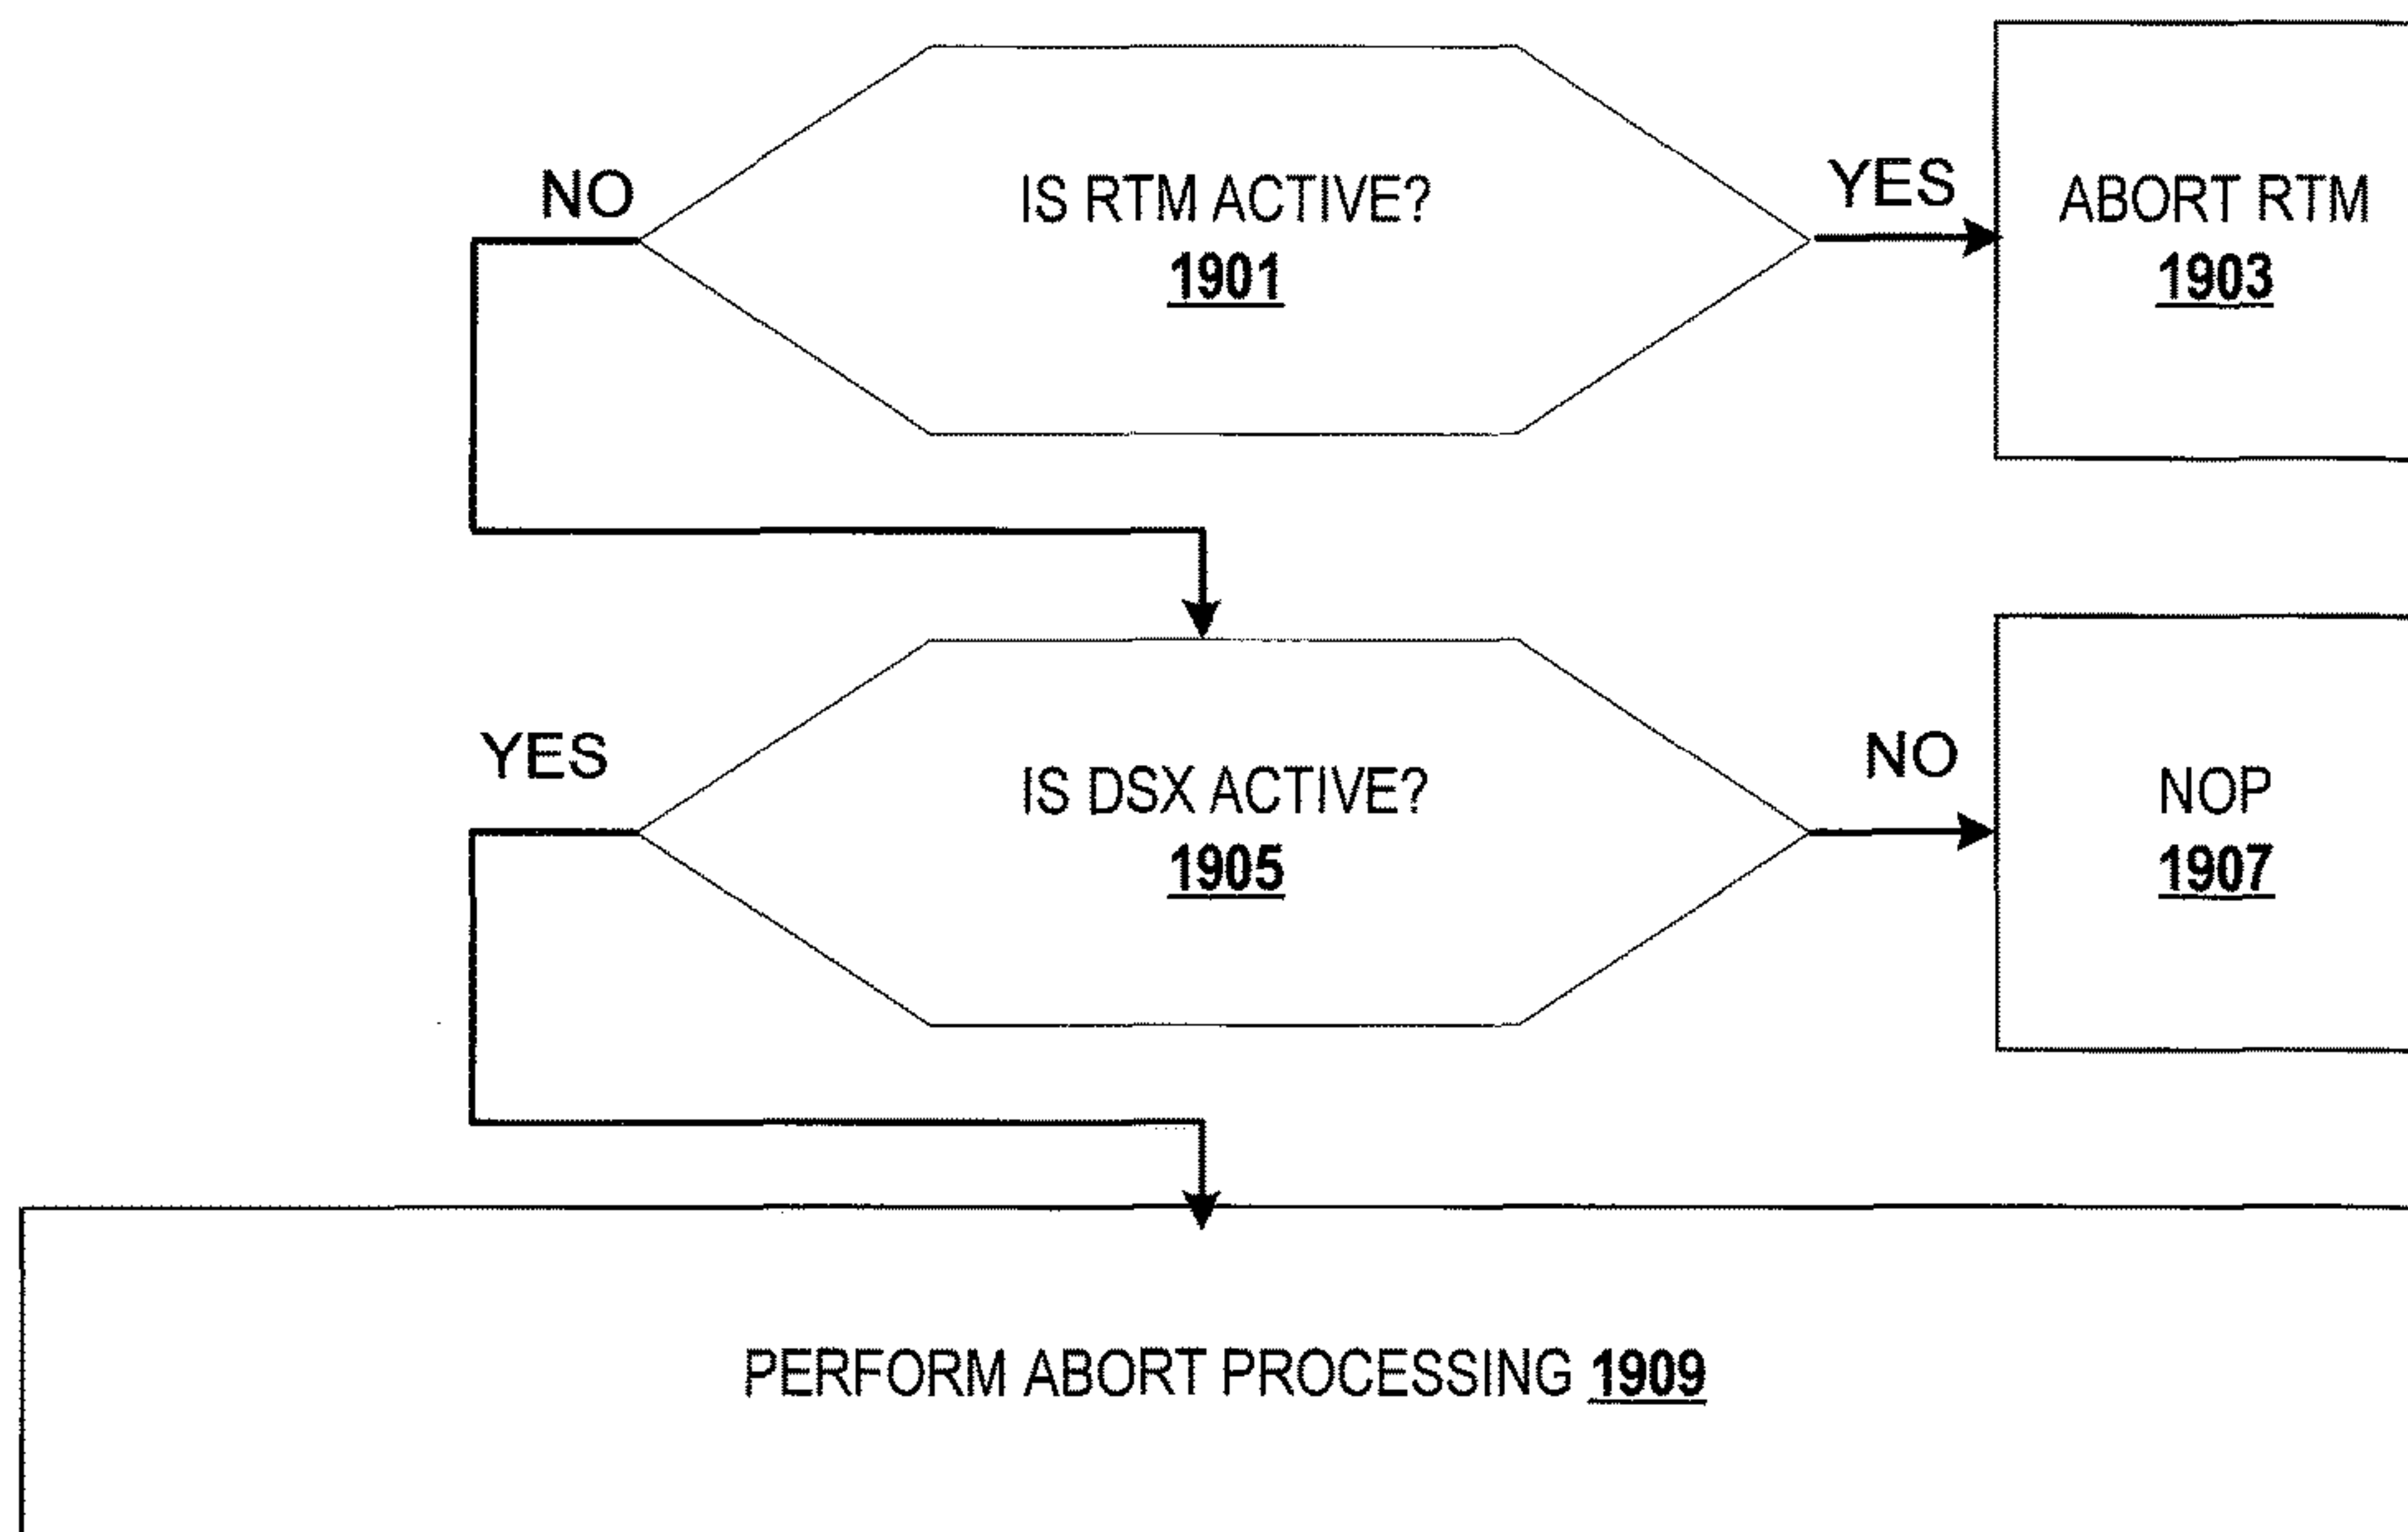 NO
IS RTM ACTIVE?
1901
YES
ABORT RTM
1903
YES
IS DSX ACTIVE?
1905
NO
NOP
1907
PERFORM ABORT PROCESSING 1909